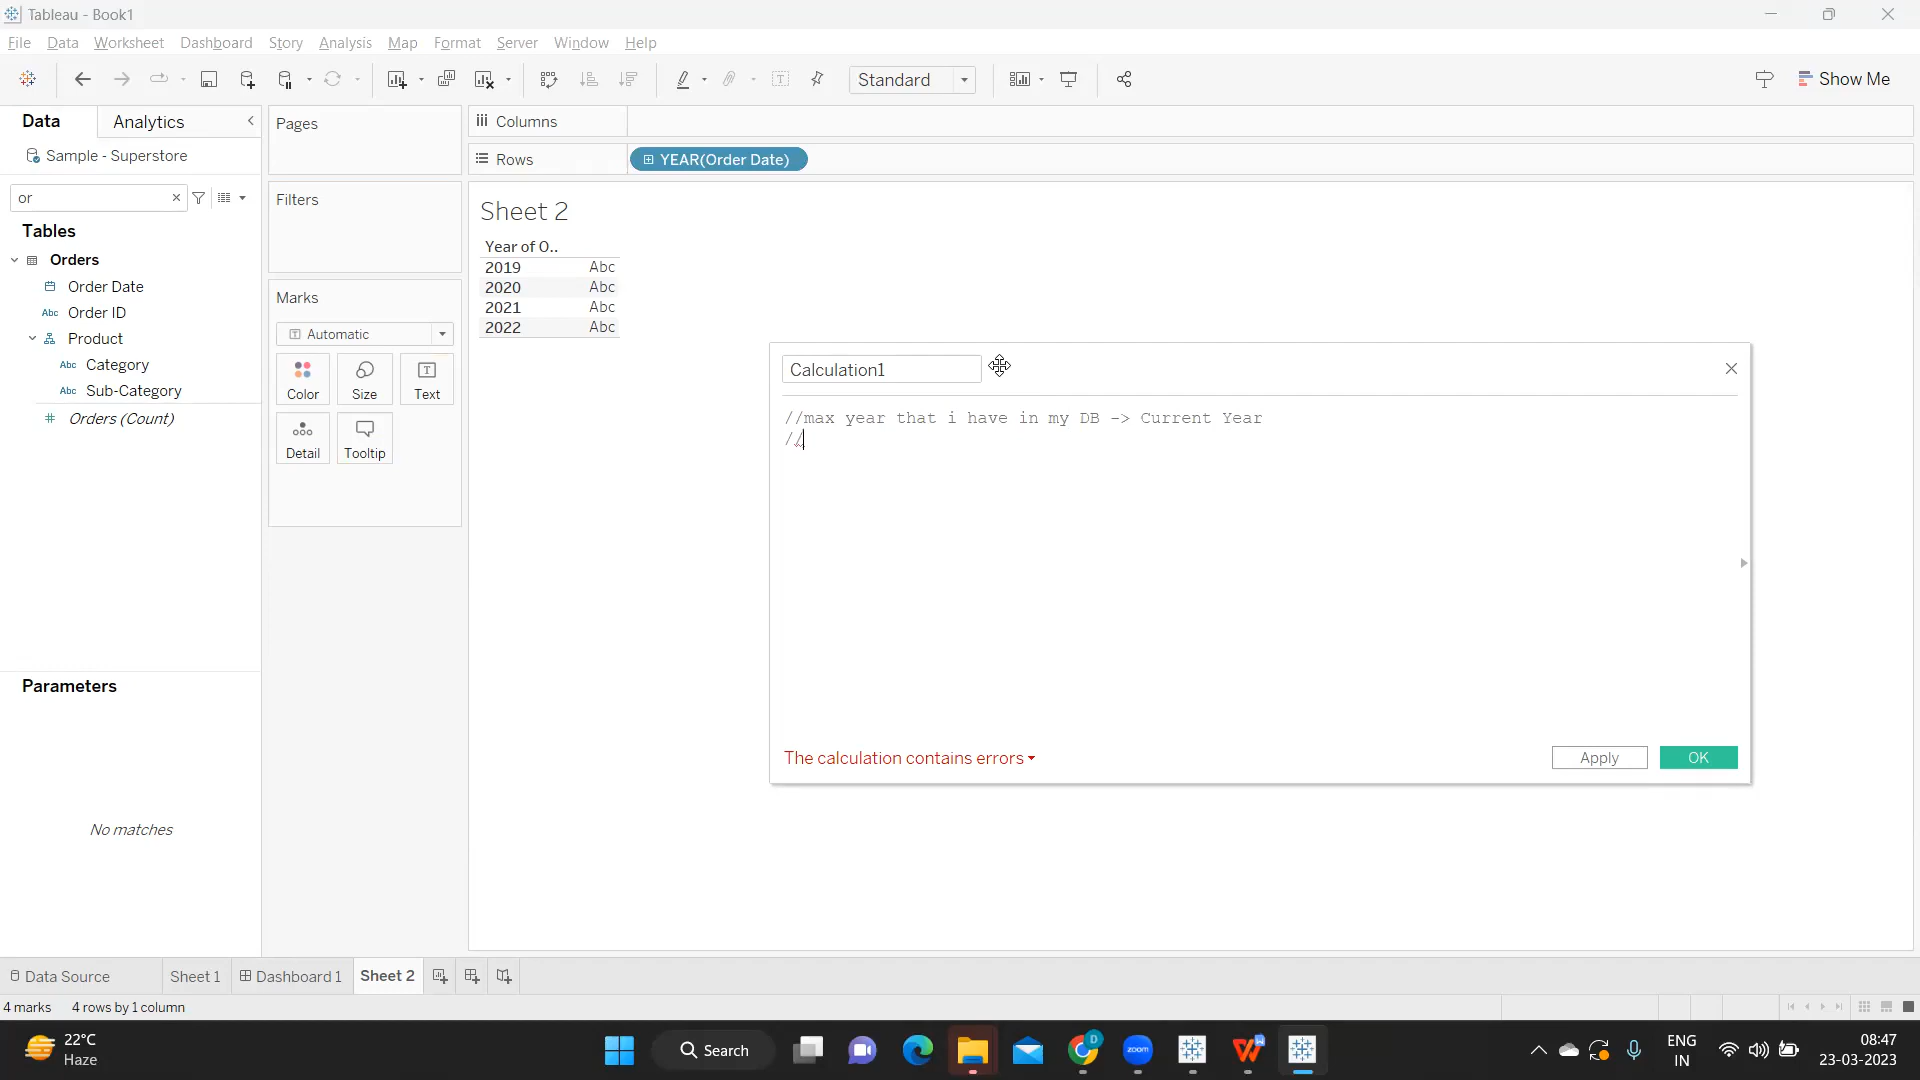 Tableau - Book1
File Data Worksheet Dashboard Story Analysis Map Format Server Window Help
Standard
Show Me
Data Analytics
Sample - Superstore
or
Tables
Orders
Order Date
Abc Order ID
Product
Abc Category
Abc Sub-Category
# Orders (Count)
Parameters
No matches
Pages
Filters
Marks
Automatic
Color Size Text
Detail Tooltip
Columns
Rows YEAR(Order Date)
Sheet 2
Year of O..
2019 Abc
2020 Abc
2021 Abc
2022 Abc
Calculation1
//max year that i have in my DB -> Current Year
//
The calculation contains errors
Apply OK
Data Source Sheet 1 Dashboard 1 Sheet 2
4 marks 4 rows by 1 column
22°C
Haze
Search
zoom
D
W
ENG
IN
08:47
23-03-2023